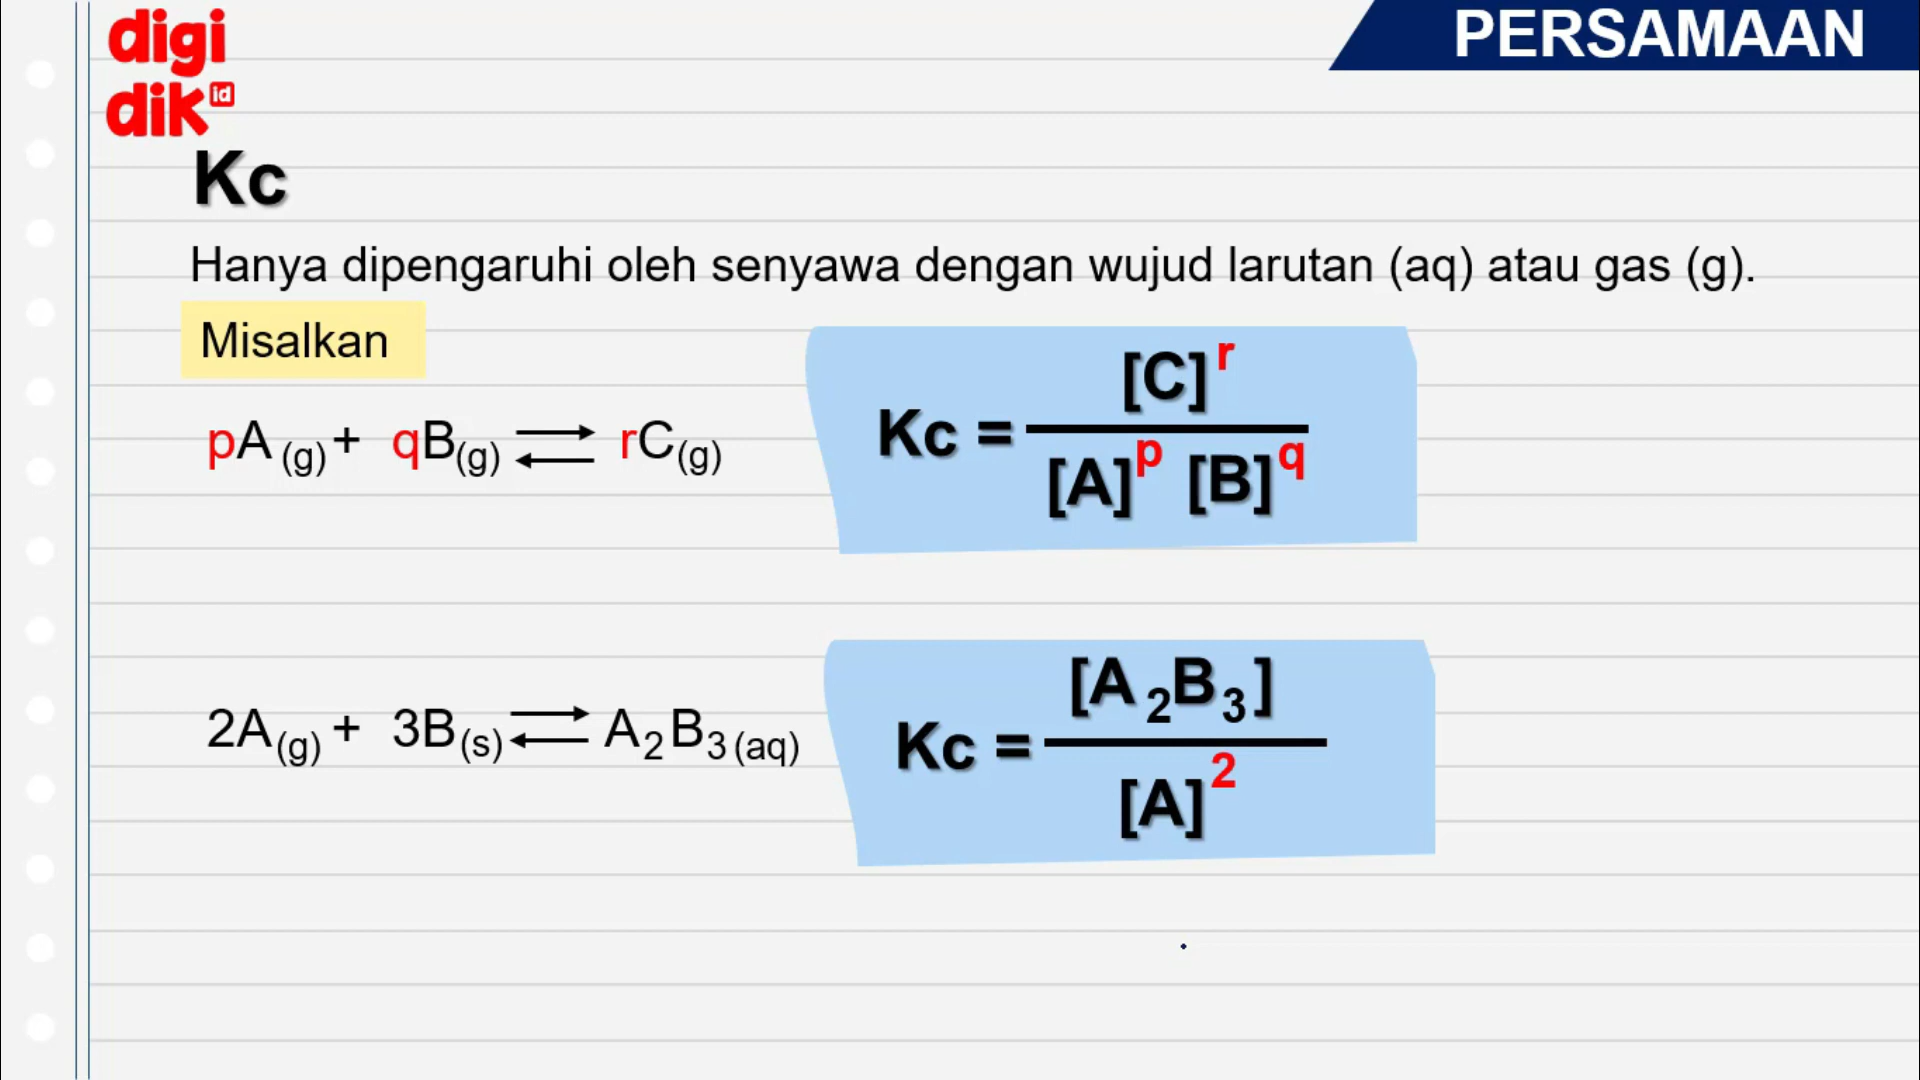 digi
dik id
PERSAMAAN
Kc
Hanya dipengaruhi oleh senyawa dengan wujud larutan (aq) atau gas (g).
Misalkan
pA (g) + qB(g) ⇄ rC(g)
Kc = [C]^r / [A]^p [B]^q
2A(g) + 3B(s) ⇄ A₂B₃(aq)
Kc = [A₂B₃] / [A]²